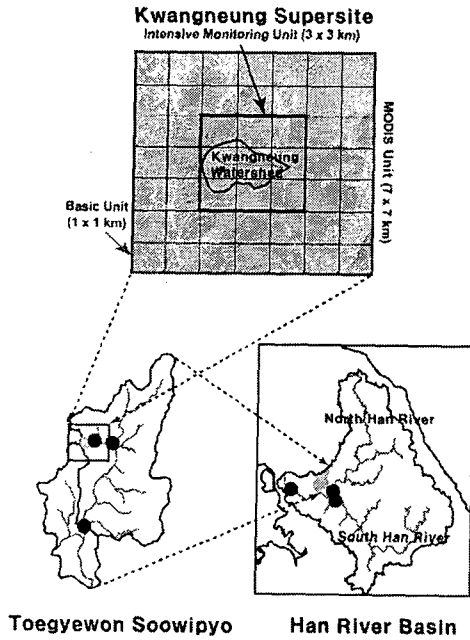 Kwangneung Supersite
Intensive Monitoring Unit (3 x 3 km)
Kwangneung
Watershed
MODIS Unit (7 x 7 km)
Basic Unit
(1 x 1 km)
North Han River
South Han River
Toegyewon Soowipyo
Han River Basin